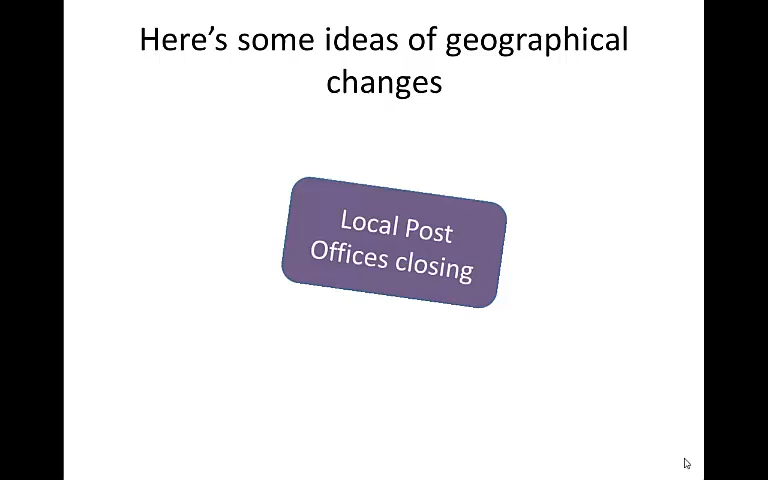 Here’s some ideas of geographical
changes
Local Post
Offices closing